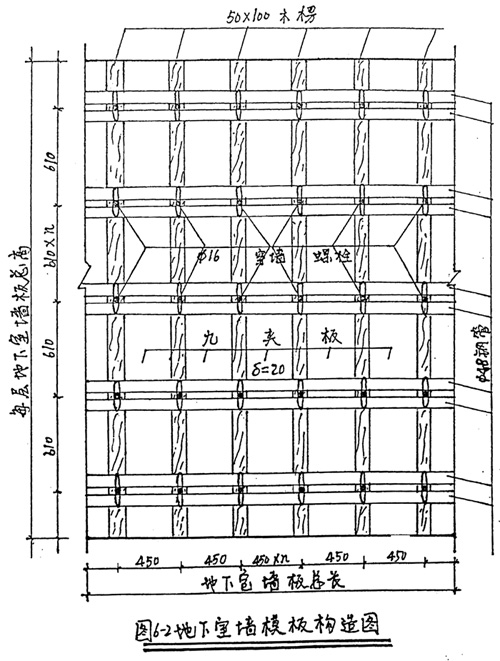 50×100 木楞
610
610×n
610
610
每层地下室墙板总高
φ16 穿墙 螺栓
九 夹 板
δ=20
φ48钢管
450 450 450×n 450 450
地下室墙板总长
图6-2地下室墙模板构造图